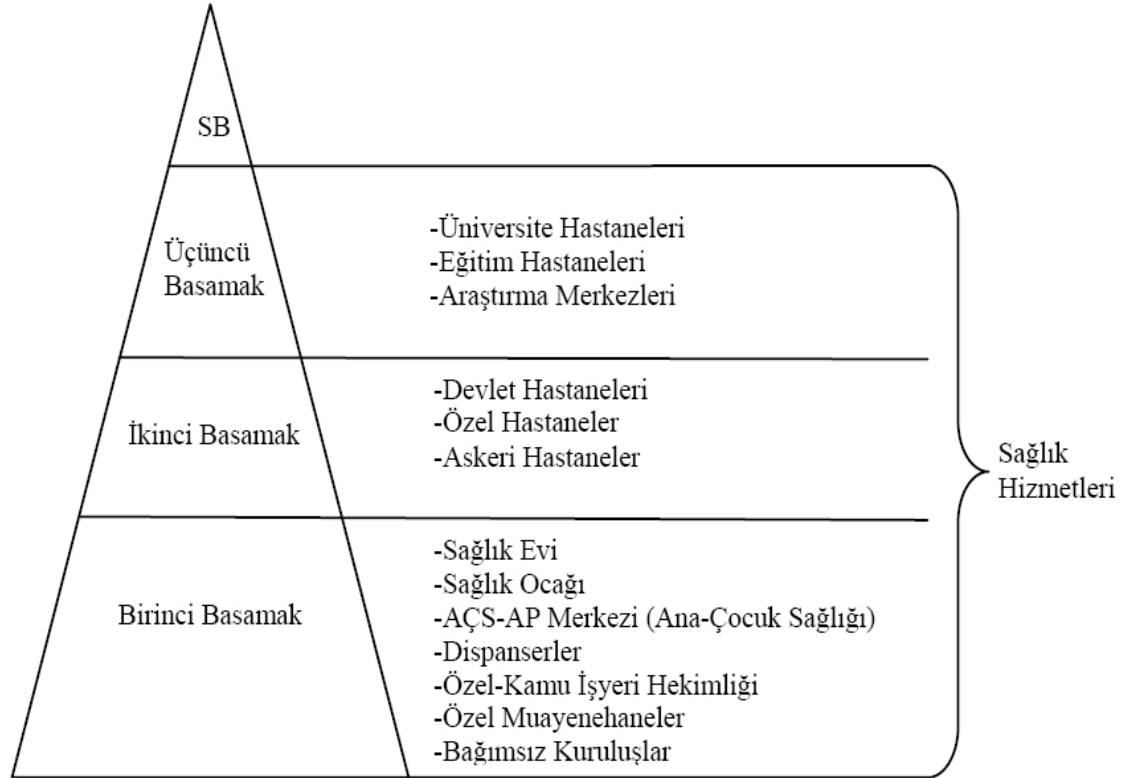 SB
Üçüncü
Basamak
-Üniversite Hastaneleri
-Eğitim Hastaneleri
-Araştırma Merkezleri
İkinci Basamak
-Devlet Hastaneleri
-Özel Hastaneler
-Askeri Hastaneler
Sağlık
Hizmetleri
Birinci Basamak
-Sağlık Evi
-Sağlık Ocağı
-AÇS-AP Merkezi (Ana-Çocuk Sağlığı)
-Dispanserler
-Özel-Kamu İşyeri Hekimliği
-Özel Muayenehaneler
-Bağımsız Kuruluşlar